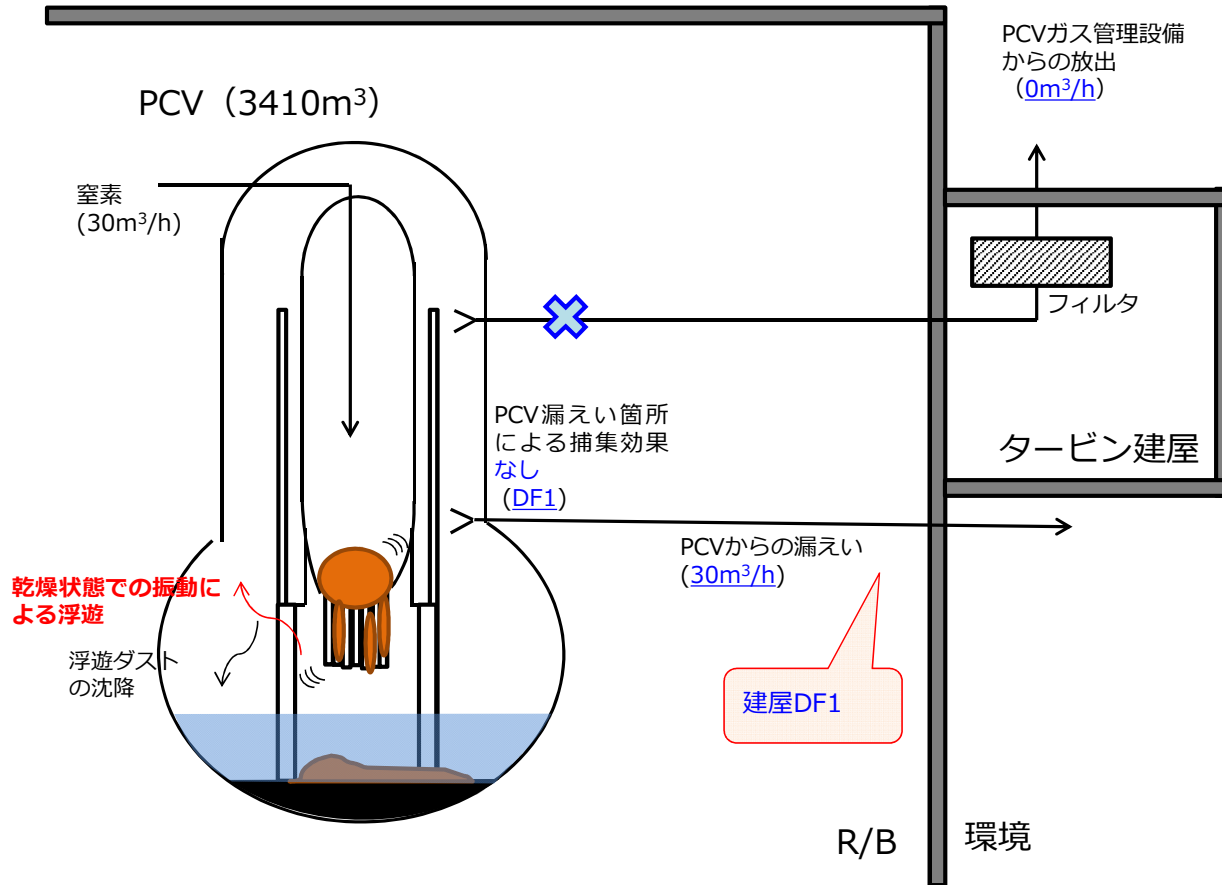 PCVガス管理設備
からの放出
（0m³/h）
PCV（3410m³）
窒素
(30m³/h)
フィルタ
PCV漏えい箇所
による捕集効果
なし
（DF1）
タービン建屋
PCVからの漏えい
(30m³/h)
乾燥状態での振動に
よる浮遊
浮遊ダスト
の沈降
建屋DF1
R/B
環境